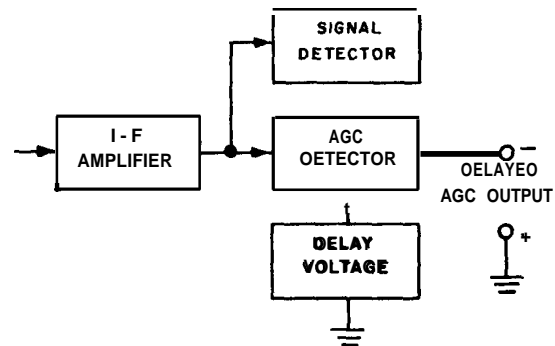 SIGNAL
DETECTOR
I-F
AMPLIFIER
AGC
OETECTOR
−
OELAYEO
AGC OUTPUT
+
DELAY
VOLTAGE